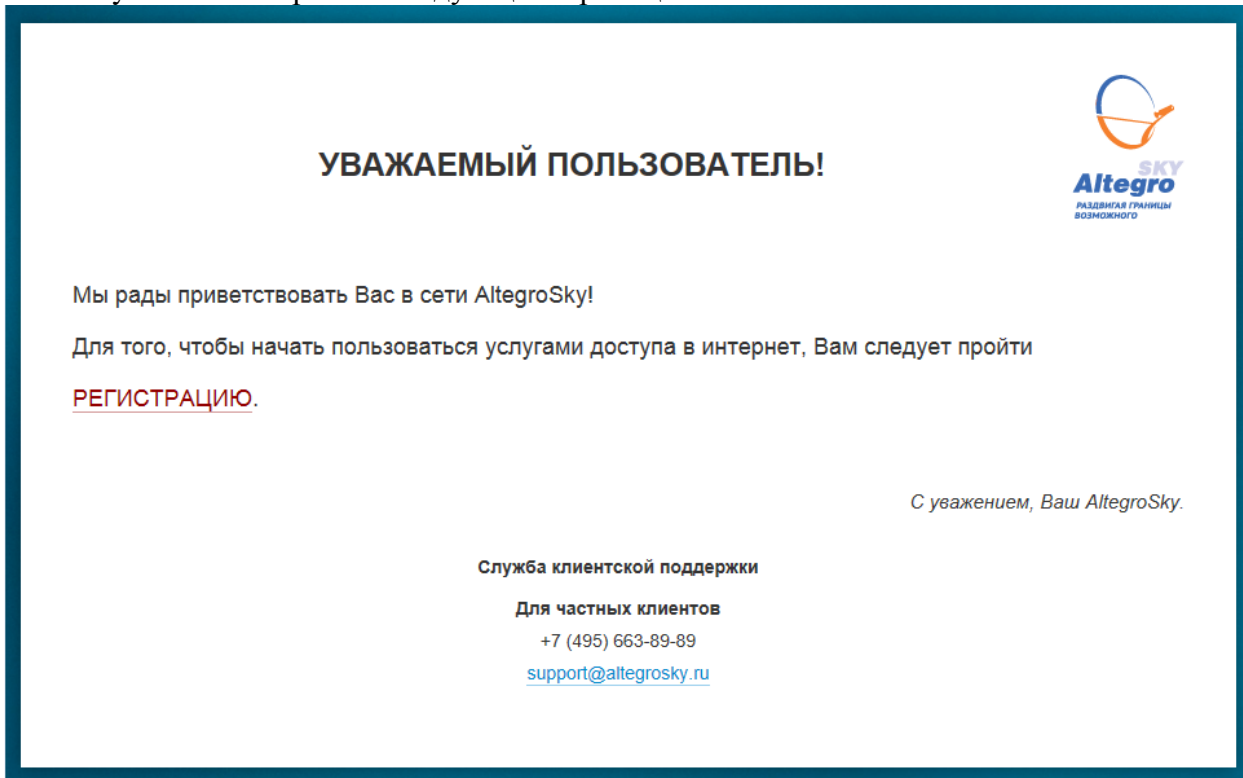 УВАЖАЕМЫЙ ПОЛЬЗОВАТЕЛЬ!
SKY
Altegro
РАЗДВИГАЯ ГРАНИЦЫ
ВОЗМОЖНОГО
Мы рады приветствовать Вас в сети AltegroSky!
Для того, чтобы начать пользоваться услугами доступа в интернет, Вам следует пройти
РЕГИСТРАЦИЮ.
С уважением, Ваш AltegroSky.
Служба клиентской поддержки
Для частных клиентов
+7 (495) 663-89-89
support@altegrosky.ru